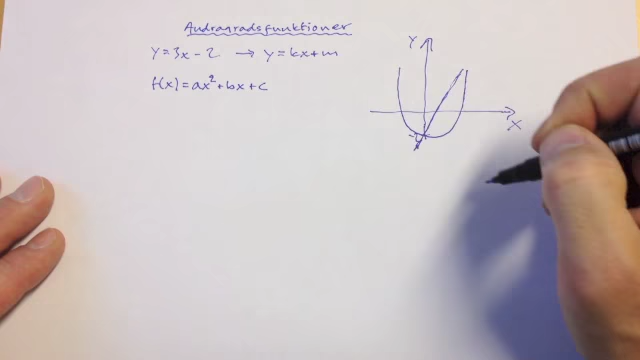 Andragradsfunktioner
y = 3x - 2 → y = kx + m
f(x) = ax² + bx + c
y
x